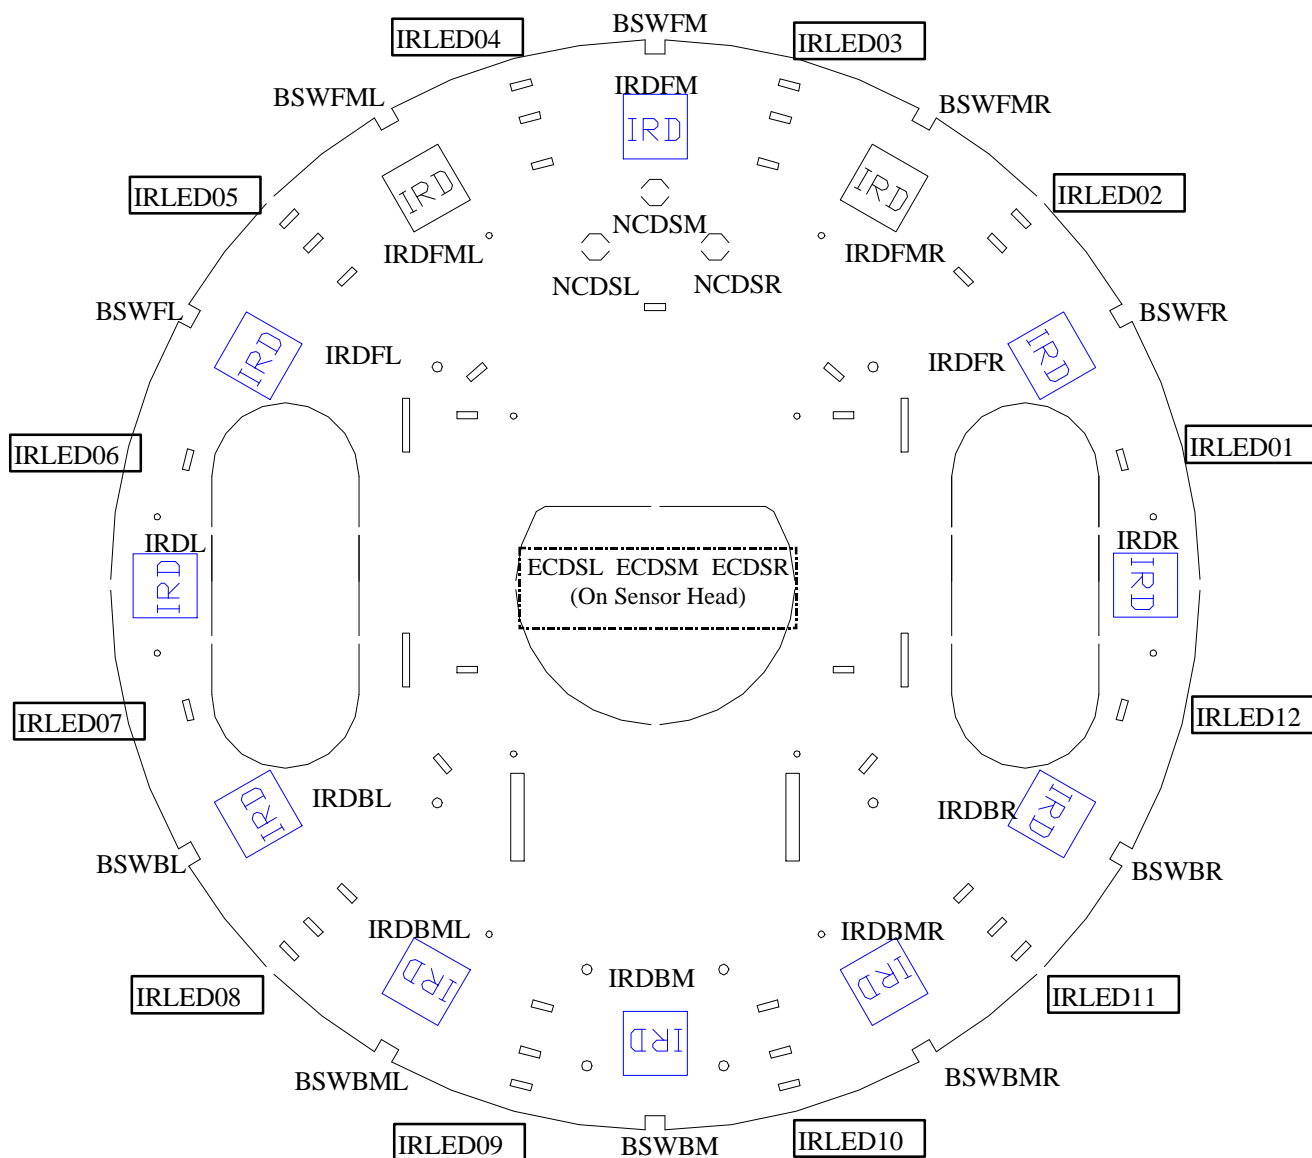 BSWFM
IRLED04
IRLED03
IRDFM
IRD
BSWFML
BSWFMR
IRD
IRD
IRLED05
IRLED02
NCDSM
IRDFML
IRDFMR
NCDSL
NCDSR
BSWFL
BSWFR
IRDFL
IRDFR
IRD
IRD
IRLED06
IRLED01
IRDL
IRDR
IRD
IRD
ECDSL ECDSM ECDSR
(On Sensor Head)
IRLED07
IRLED12
IRDBL
IRDBR
IRD
IRD
BSWBL
BSWBR
IRDBML
IRDBMR
IRD
IRD
IRDBM
IRLED08
IRLED11
IRD
BSWBML
BSWBMR
IRLED09
BSWBM
IRLED10